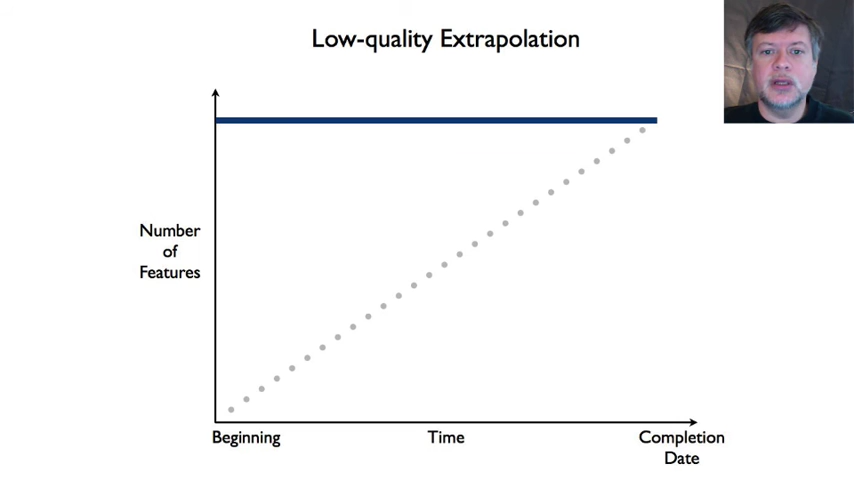 Low-quality Extrapolation
Number
of
Features
Beginning
Time
Completion
Date